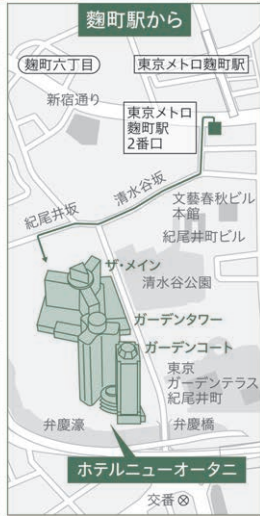 麴町駅から
麴町六丁目
東京メトロ麴町駅
新宿通り
東京メトロ
麴町駅
2番口
清水谷坂
紀尾井坂
文藝春秋ビル
本館
紀尾井町ビル
ザ・メイン
清水谷公園
ガーデンタワー
ガーデンコート
東京
ガーデンテラス
紀尾井町
弁慶濠
弁慶橋
ホテルニューオータニ
交番